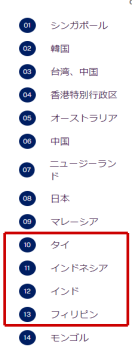 01 シンガポール
02 韓国
03 台湾、中国
04 香港特別行政区
05 オーストラリア
06 中国
07 ニュージーラン
ド
08 日本
09 マレーシア
10 タイ
11 インドネシア
12 インド
13 フィリピン
14 モンゴル